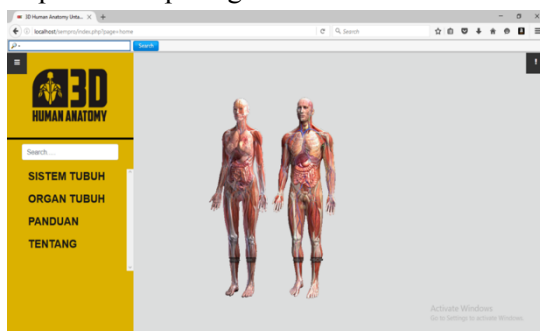 3D Human Anatomy Unta...
localhost/sempro/index.php?page=home
Search
Search
3D
HUMAN ANATOMY
Search....
SISTEM TUBUH
ORGAN TUBUH
PANDUAN
TENTANG
Activate Windows
Go to Settings to activate Windows.